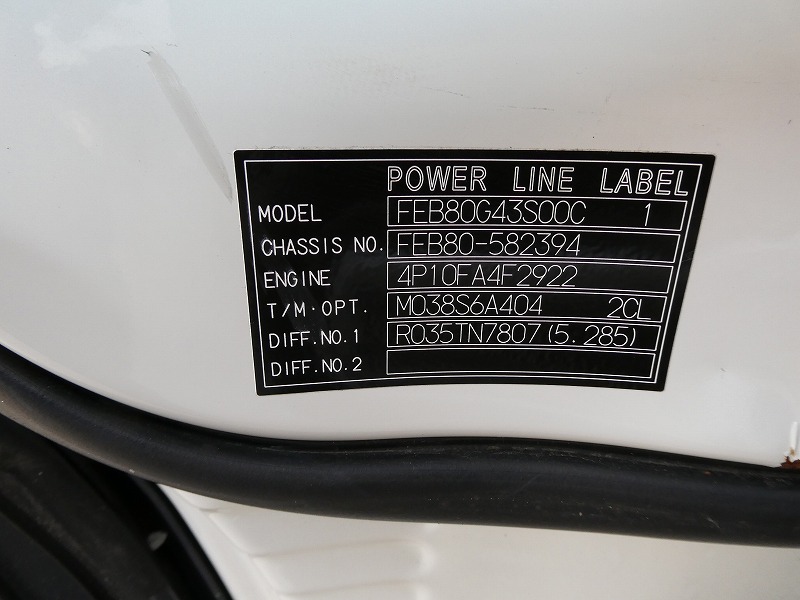 POWER LINE LABEL
MODEL FEB80G43S00C 1
CHASSIS NO. FEB80-582394
ENGINE 4P10FA4F2922
T/M·OPT. M038S6A404 2CL
DIFF.NO.1 R035TN7807(5.285)
DIFF.NO.2